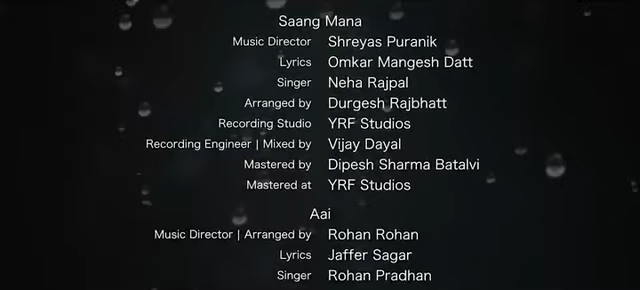 Saang Mana
Music Director Shreyas Puranik
Lyrics Omkar Mangesh Datt
Singer Neha Rajpal
Arranged by Durgesh Rajbhatt
Recording Studio YRF Studios
Recording Engineer | Mixed by Vijay Dayal
Mastered by Dipesh Sharma Batalvi
Mastered at YRF Studios
Aai
Music Director | Arranged by Rohan Rohan
Lyrics Jaffer Sagar
Singer Rohan Pradhan